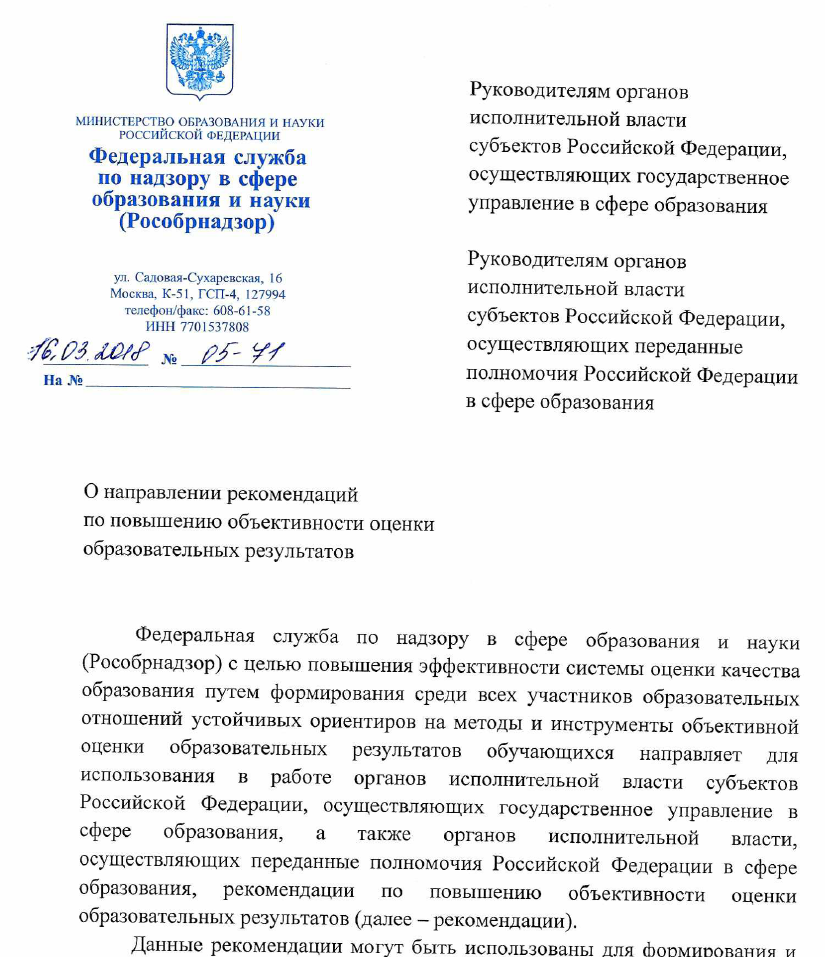 МИНИСТЕРСТВО ОБРАЗОВАНИЯ И НАУКИ
РОССИЙСКОЙ ФЕДЕРАЦИИ
Федеральная служба
по надзору в сфере
образования и науки
(Рособрнадзор)
ул. Садовая-Сухаревская, 16
Москва, К-51, ГСП-4, 127994
телефон/факс: 608-61-58
ИНН 7701537808
16.03.2018 № 05-71
На №
Руководителям органов
исполнительной власти
субъектов Российской Федерации,
осуществляющих государственное
управление в сфере образования
Руководителям органов
исполнительной власти
субъектов Российской Федерации,
осуществляющих переданные
полномочия Российской Федерации
в сфере образования
О направлении рекомендаций
по повышению объективности оценки
образовательных результатов
Федеральная служба по надзору в сфере образования и науки
(Рособрнадзор) с целью повышения эффективности системы оценки качества
образования путем формирования среди всех участников образовательных
отношений устойчивых ориентиров на методы и инструменты объективной
оценки образовательных результатов обучающихся направляет для
использования в работе органов исполнительной власти субъектов
Российской Федерации, осуществляющих государственное управление в
сфере образования, а также органов исполнительной власти,
осуществляющих переданные полномочия Российской Федерации в сфере
образования, рекомендации по повышению объективности оценки
образовательных результатов (далее – рекомендации).
Данные рекомендации могут быть использованы для формирования и